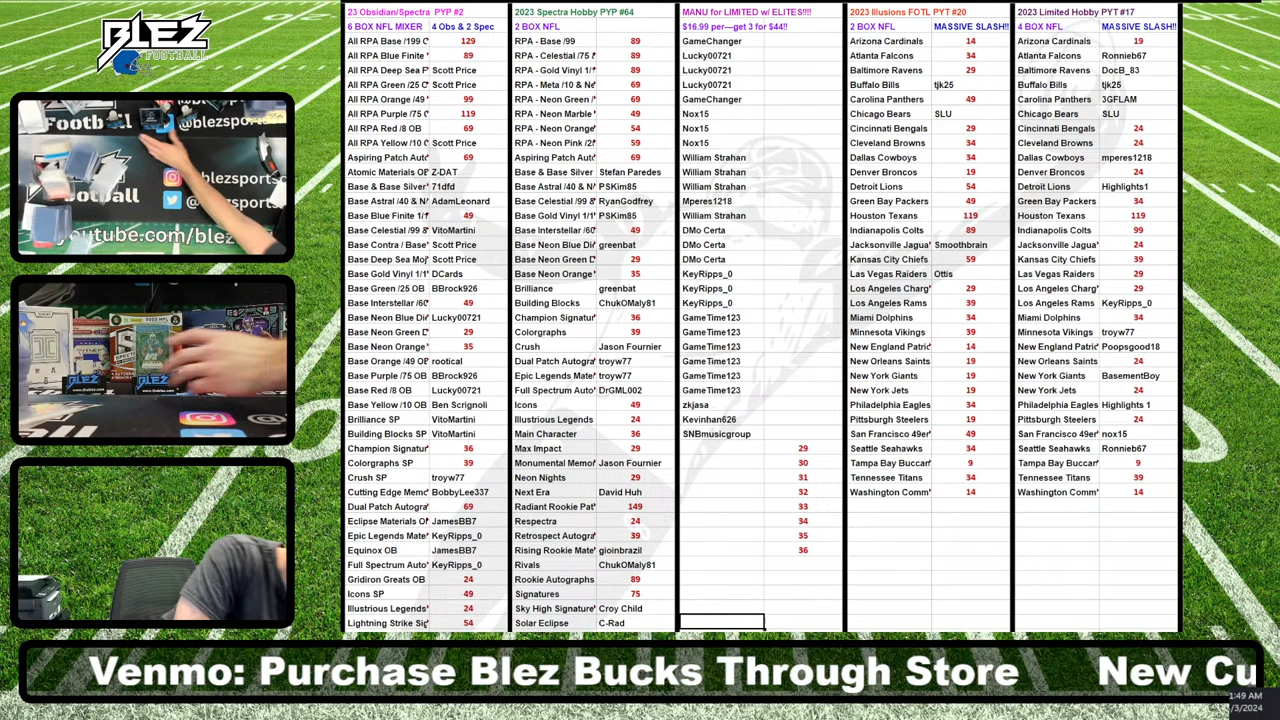 BLEZ
FOOTBALL
23 Obsidian/Spectra PYP #2
6 BOX NFL MIXER 4 Obs & 2 Spec
All RPA Base /199 129
All RPA Blue Finite 89
All RPA Deep Sea Scott Price
All RPA Green /25 Scott Price
All RPA Orange /49 99
All RPA Purple /75 119
All RPA Red /8 OB 69
All RPA Yellow /10 Scott Price
Aspiring Patch Aut 69
Atomic Materials OB Z-DAT
Base & Base Silver 71dfd
Base Astral /40 & N AdamLeonard
Base Blue Finite 1/ 49
Base Celestial /99 & VitoMartini
Base Contra / Base Scott Price
Base Deep Sea Moj Scott Price
Base Gold Vinyl 1/1 DCards
Base Green /25 OB BBrock926
Base Interstellar /60 49
Base Neon Blue Di Lucky00721
Base Neon Green 29
Base Neon Orange 35
Base Orange /49 OB rootical
Base Purple /75 OB BBrock926
Base Red /8 OB Lucky00721
Base Yellow /10 OB Ben Scrignoli
Brilliance SP VitoMartini
Building Blocks SP VitoMartini
Champion Signatur 36
Colorgraphs SP 39
Crush SP troyw77
Cutting Edge Memo BobbyLee337
Dual Patch Autogra 69
Eclipse Materials O JamesBB7
Epic Legends Mate KeyRipps_0
Equinox OB JamesBB7
Full Spectrum Auto KeyRipps_0
Gridiron Greats OB 24
Icons SP 49
Illustrious Legends 24
Lightning Strike Sig 54
2023 Spectra Hobby PYP #64
2 BOX NFL
RPA - Base /99 89
RPA - Celestial /75 89
RPA - Gold Vinyl 1/ 89
RPA - Meta /10 & Ne 69
RPA - Neon Green / 69
RPA - Neon Marble 49
RPA - Neon Orange 54
RPA - Neon Pink /2 59
Aspiring Patch Aut 69
Base & Base Silver Stefan Paredes
Base Astral /40 & N PSKim85
Base Celestial /99 & RyanGodfrey
Base Gold Vinyl 1/1 PSKim85
Base Interstellar /60 49
Base Neon Blue Di greenbat
Base Neon Green 29
Base Neon Orange 35
Brilliance greenbat
Building Blocks ChukOMaly81
Champion Signatur 36
Colorgraphs 39
Crush Jason Fournier
Dual Patch Autogra troyw77
Epic Legends Mate troyw77
Full Spectrum Auto DrGML002
Icons 49
Illustrious Legends 24
Main Character 36
Max Impact 29
Monumental Memo Jason Fournier
Neon Nights 29
Next Era David Huh
Radiant Rookie Pat 149
Respectra 24
Retrospect Autogra 39
Rising Rookie Mate gioinbrazil
Rivals ChukOMaly81
Rookie Autographs 89
Signatures 75
Sky High Signature Croy Child
Solar Eclipse C-Rad
MANU for LIMITED w/ ELITES!!!!
$16.99 per---get 3 for $44!!
GameChanger
Lucky00721
Lucky00721
Lucky00721
GameChanger
Nox15
Nox15
Nox15
William Strahan
William Strahan
William Strahan
Mperes1218
William Strahan
DMo Certa
DMo Certa
DMo Certa
KeyRipps_0
KeyRipps_0
KeyRipps_0
GameTime123
GameTime123
GameTime123
GameTime123
GameTime123
GameTime123
zkjasa
Kevinhan626
SNBmusicgroup
29
30
31
32
33
34
35
36
2023 Illusions FOTL PYT #20
2 BOX NFL MASSIVE SLASH!!
Arizona Cardinals 14
Atlanta Falcons 34
Baltimore Ravens 29
Buffalo Bills tjk25
Carolina Panthers 49
Chicago Bears SLU
Cincinnati Bengals 29
Cleveland Browns 34
Dallas Cowboys 34
Denver Broncos 19
Detroit Lions 54
Green Bay Packers 49
Houston Texans 119
Indianapolis Colts 89
Jacksonville Jagua Smoothbrain
Kansas City Chiefs 59
Las Vegas Raiders Ottis
Los Angeles Charg 29
Los Angeles Rams 39
Miami Dolphins 34
Minnesota Vikings 39
New England Patri 14
New Orleans Saints 19
New York Giants 19
New York Jets 19
Philadelphia Eagles 34
Pittsburgh Steelers 19
San Francisco 49er 49
Seattle Seahawks 34
Tampa Bay Buccar 9
Tennessee Titans 34
Washington Comm 14
2023 Limited Hobby PYT #17
4 BOX NFL MASSIVE SLASH!!
Arizona Cardinals 19
Atlanta Falcons Ronnieb67
Baltimore Ravens DocB_83
Buffalo Bills tjk25
Carolina Panthers 3GFLAM
Chicago Bears SLU
Cincinnati Bengals 24
Cleveland Browns 24
Dallas Cowboys mperes1218
Denver Broncos 24
Detroit Lions Highlights1
Green Bay Packers 34
Houston Texans 119
Indianapolis Colts 99
Jacksonville Jagua 24
Kansas City Chiefs 39
Las Vegas Raiders 29
Los Angeles Charg 29
Los Angeles Rams KeyRipps_0
Miami Dolphins 34
Minnesota Vikings troyw77
New England Patri Poopsgood18
New Orleans Saints 24
New York Giants BasementBoy
New York Jets 24
Philadelphia Eagles Highlights 1
Pittsburgh Steelers 24
San Francisco 49er nox15
Seattle Seahawks Ronnieb67
Tampa Bay Buccar 9
Tennessee Titans 39
Washington Comm 14
Football @blezsports
@blezsportsc
Football @blezsport
youtube.com/blez
2023 NFL
BLEZ BLEZ
Venmo: Purchase Blez Bucks Through Store New Cu
1:49 AM
/3/2024